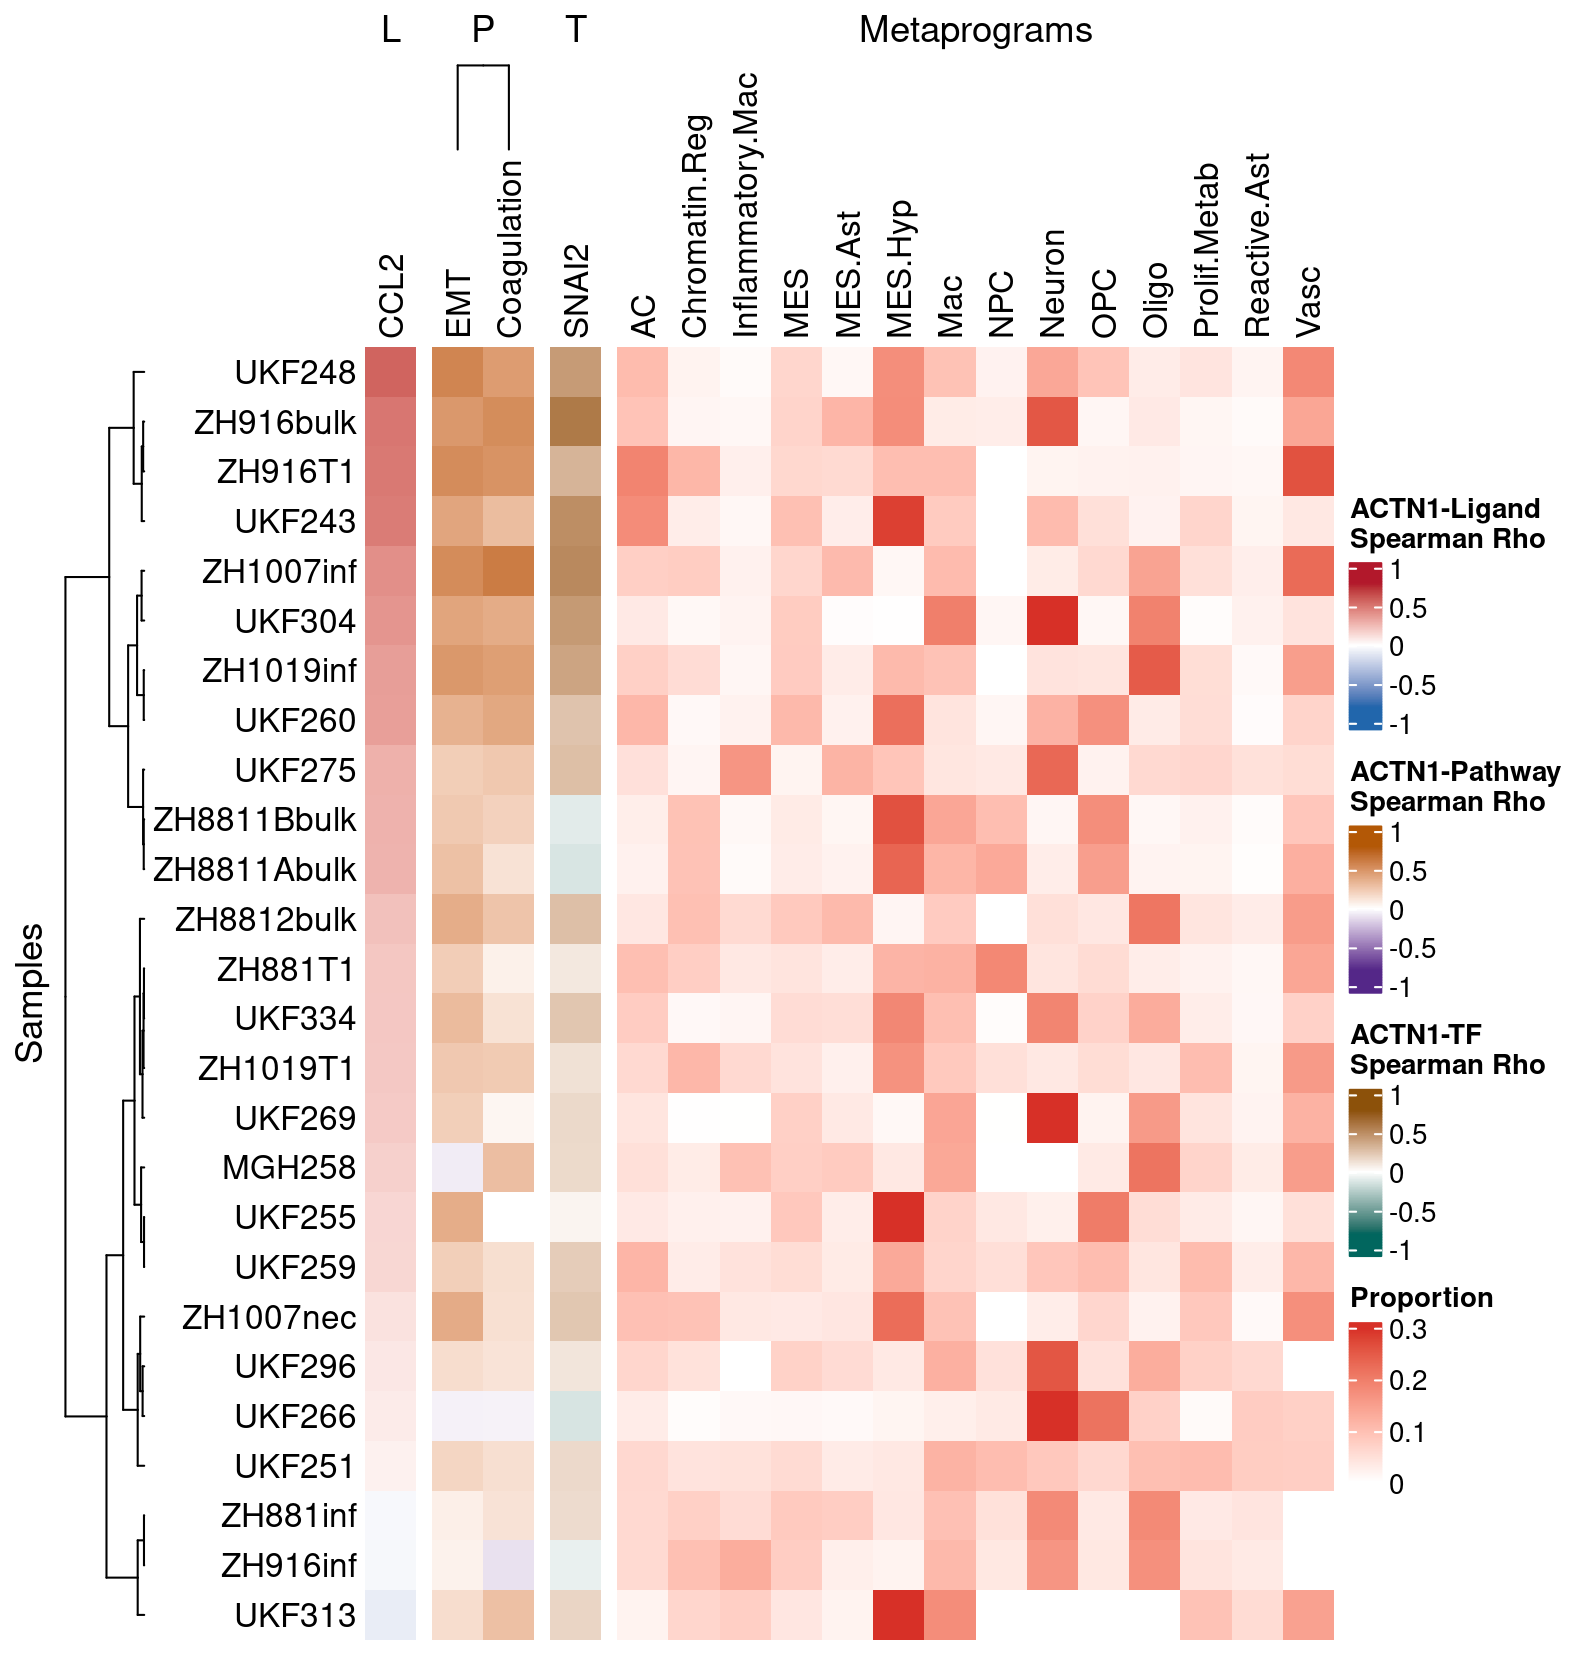 L P T Metaprograms
CCL2 EMT Coagulation SNAI2 AC Chromatin.Reg Inflammatory.Mac MES MES.Ast MES.Hyp Mac NPC Neuron OPC Oligo Prolif.Metab Reactive.Ast Vasc
Samples
UKF248
ZH916bulk
ZH916T1
UKF243
ZH1007inf
UKF304
ZH1019inf
UKF260
UKF275
ZH8811Bbulk
ZH8811Abulk
ZH8812bulk
ZH881T1
UKF334
ZH1019T1
UKF269
MGH258
UKF255
UKF259
ZH1007nec
UKF296
UKF266
UKF251
ZH881inf
ZH916inf
UKF313
ACTN1-Ligand
Spearman Rho
1
0.5
0
-0.5
-1
ACTN1-Pathway
Spearman Rho
1
0.5
0
-0.5
-1
ACTN1-TF
Spearman Rho
1
0.5
0
-0.5
-1
Proportion
0.3
0.2
0.1
0